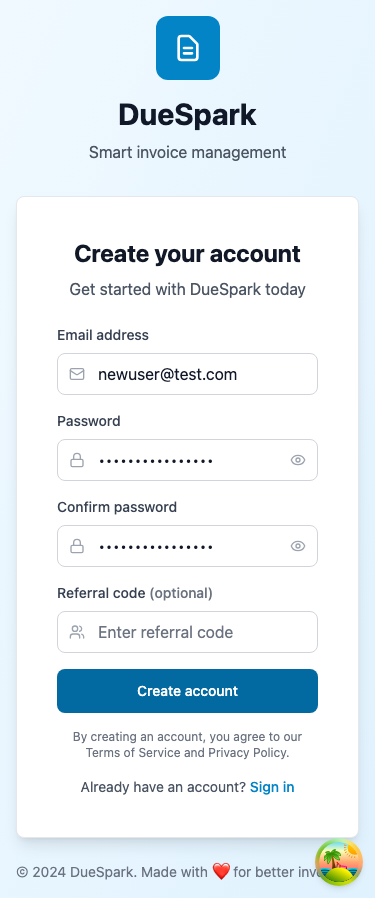 DueSpark
Smart invoice management
Create your account
Get started with DueSpark today
Email address
newuser@test.com
Password
••••••••••••••••
Confirm password
••••••••••••••••
Referral code (optional)
Enter referral code
Create account
By creating an account, you agree to our
Terms of Service and Privacy Policy.
Already have an account? Sign in
© 2024 DueSpark. Made with ❤️ for better